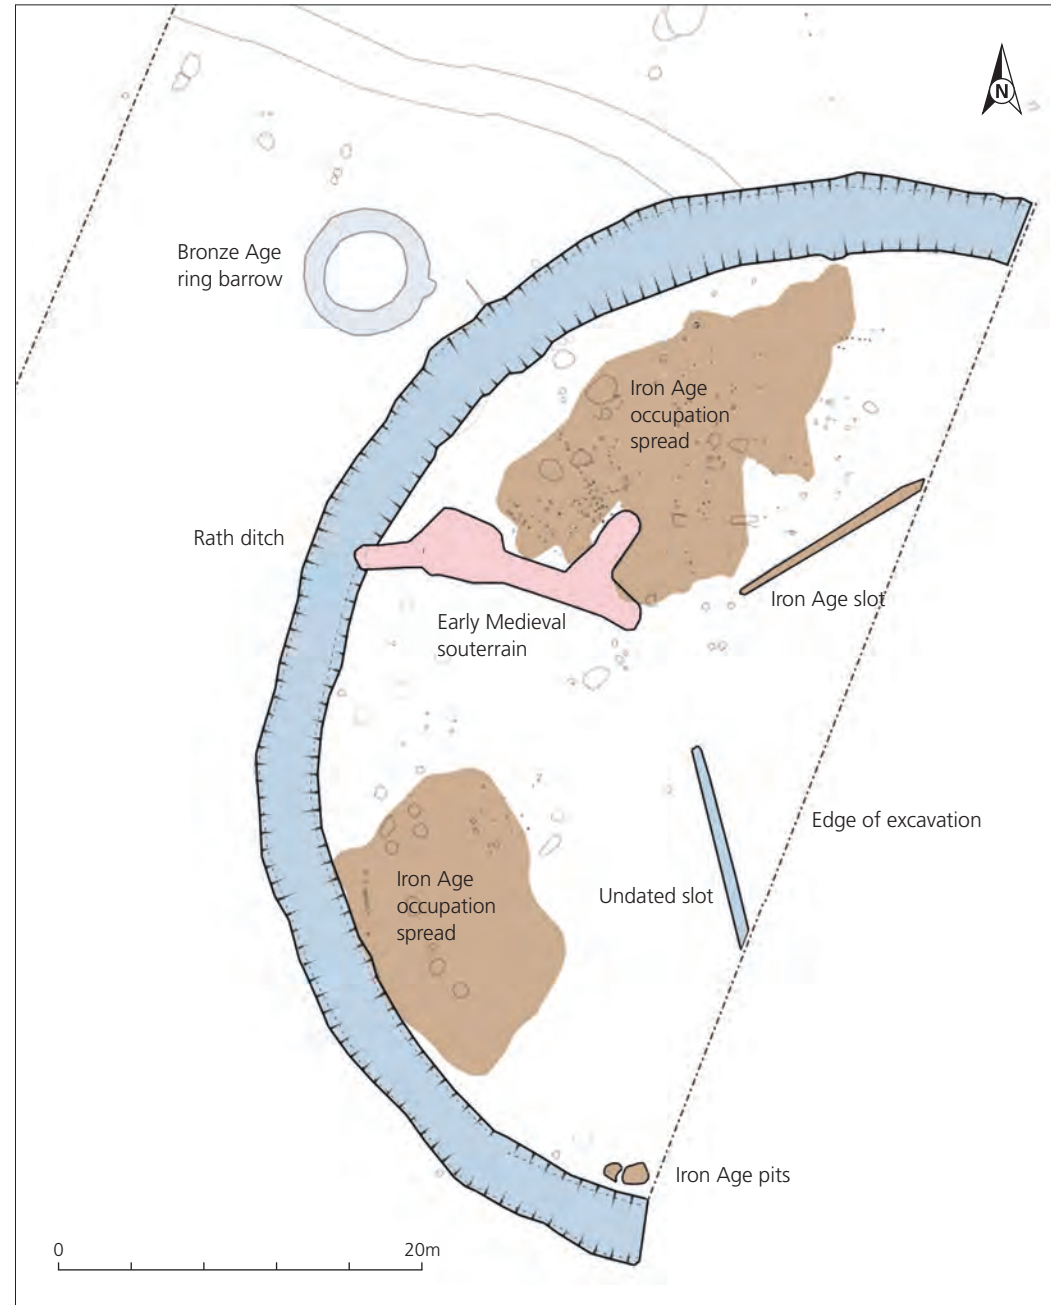 N
Bronze Age
ring barrow
Iron Age
occupation
spread
Rath ditch
Iron Age slot
Early Medieval
souterrain
Edge of excavation
Iron Age
occupation
spread
Undated slot
Iron Age pits
0
20m